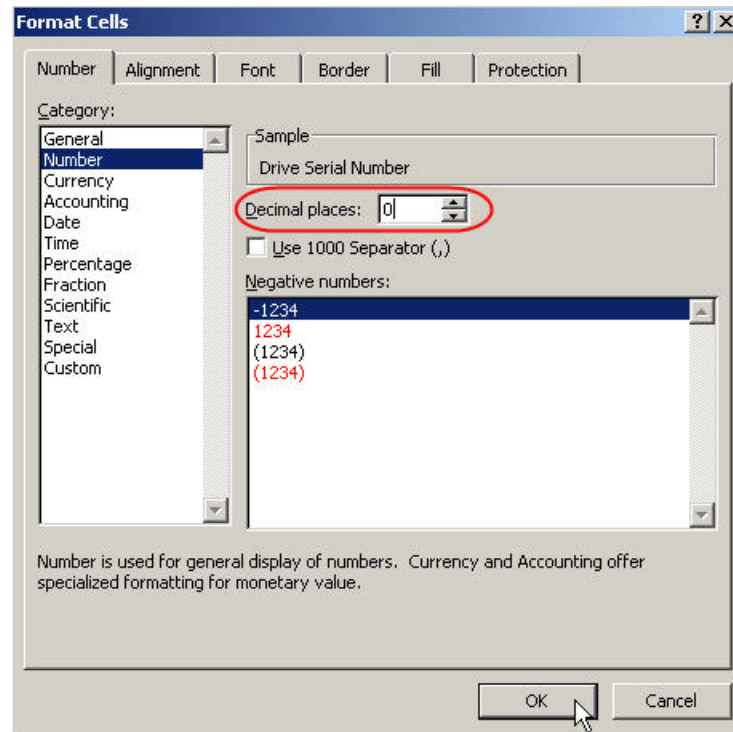 Format Cells
Number Alignment Font Border Fill Protection
Category:
General
Number
Currency
Accounting
Date
Time
Percentage
Fraction
Scientific
Text
Special
Custom
Sample
Drive Serial Number
Decimal places: 0
Use 1000 Separator (,)
Negative numbers:
-1234
1234
(1234)
(1234)
Number is used for general display of numbers. Currency and Accounting offer
specialized formatting for monetary value.
OK Cancel